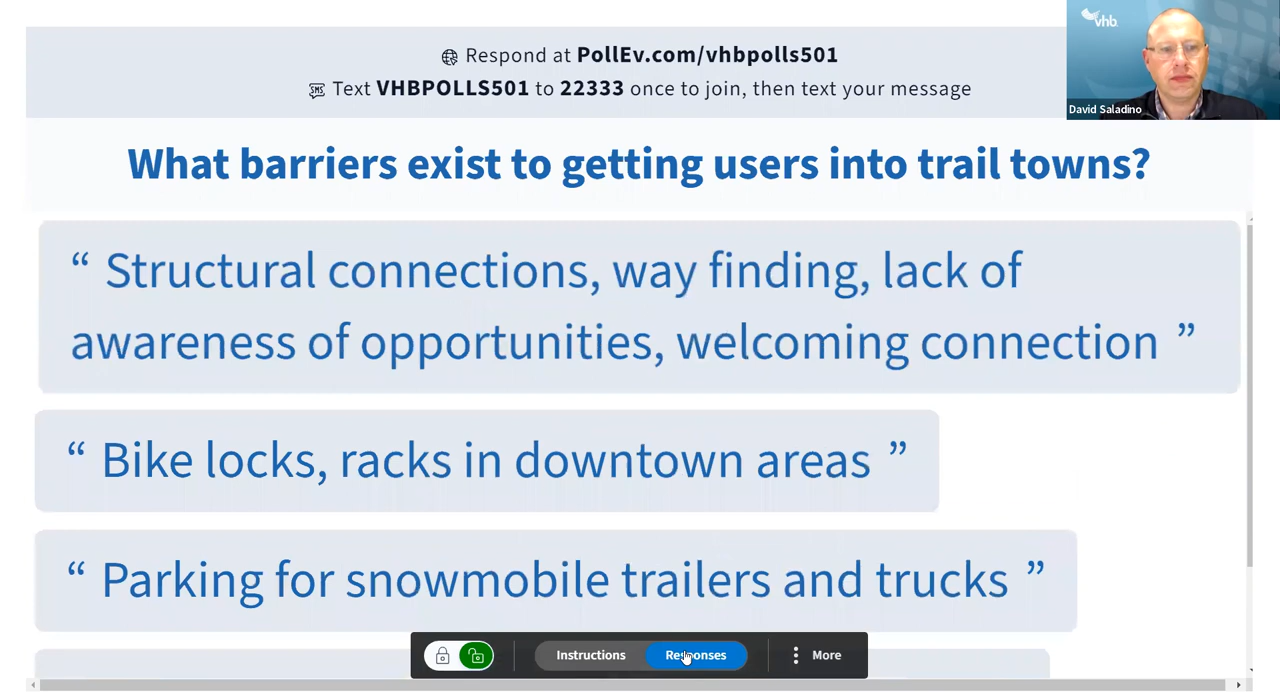 Respond at PollEv.com/vhbpolls501
Text VHBPOLLS501 to 22333 once to join, then text your message
vhb.
David Saladino
What barriers exist to getting users into trail towns?
“ Structural connections, way finding, lack of
awareness of opportunities, welcoming connection ”
“ Bike locks, racks in downtown areas ”
“ Parking for snowmobile trailers and trucks ”
Instructions
Responses
More